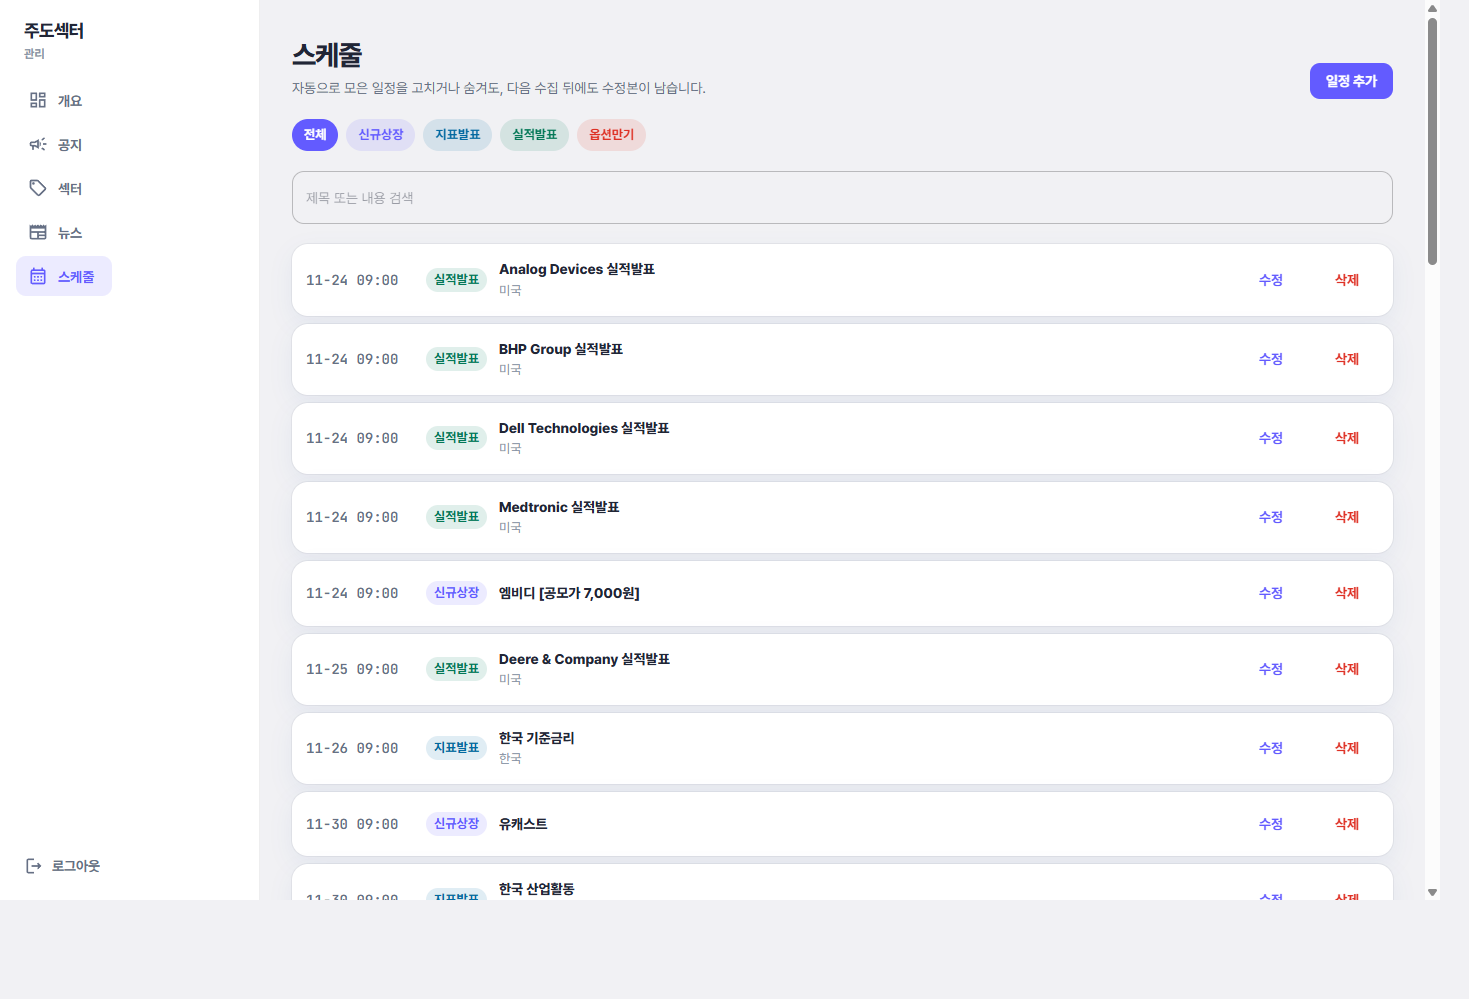 주도섹터
관리
개요
공지
섹터
뉴스
스케줄
로그아웃
스케줄
자동으로 모은 일정을 고치거나 숨겨도, 다음 수집 뒤에도 수정본이 남습니다.
일정 추가
전체 신규상장 지표발표 실적발표 옵션만기
제목 또는 내용 검색
11-24 09:00 실적발표 Analog Devices 실적발표 수정 삭제
미국
11-24 09:00 실적발표 BHP Group 실적발표 수정 삭제
미국
11-24 09:00 실적발표 Dell Technologies 실적발표 수정 삭제
미국
11-24 09:00 실적발표 Medtronic 실적발표 수정 삭제
미국
11-24 09:00 신규상장 엠비디 [공모가 7,000원] 수정 삭제
11-25 09:00 실적발표 Deere & Company 실적발표 수정 삭제
미국
11-26 09:00 지표발표 한국 기준금리 수정 삭제
한국
11-30 09:00 신규상장 유캐스트 수정 삭제
한국 산업활동
11-30 09:00 지표발표 수정 삭제